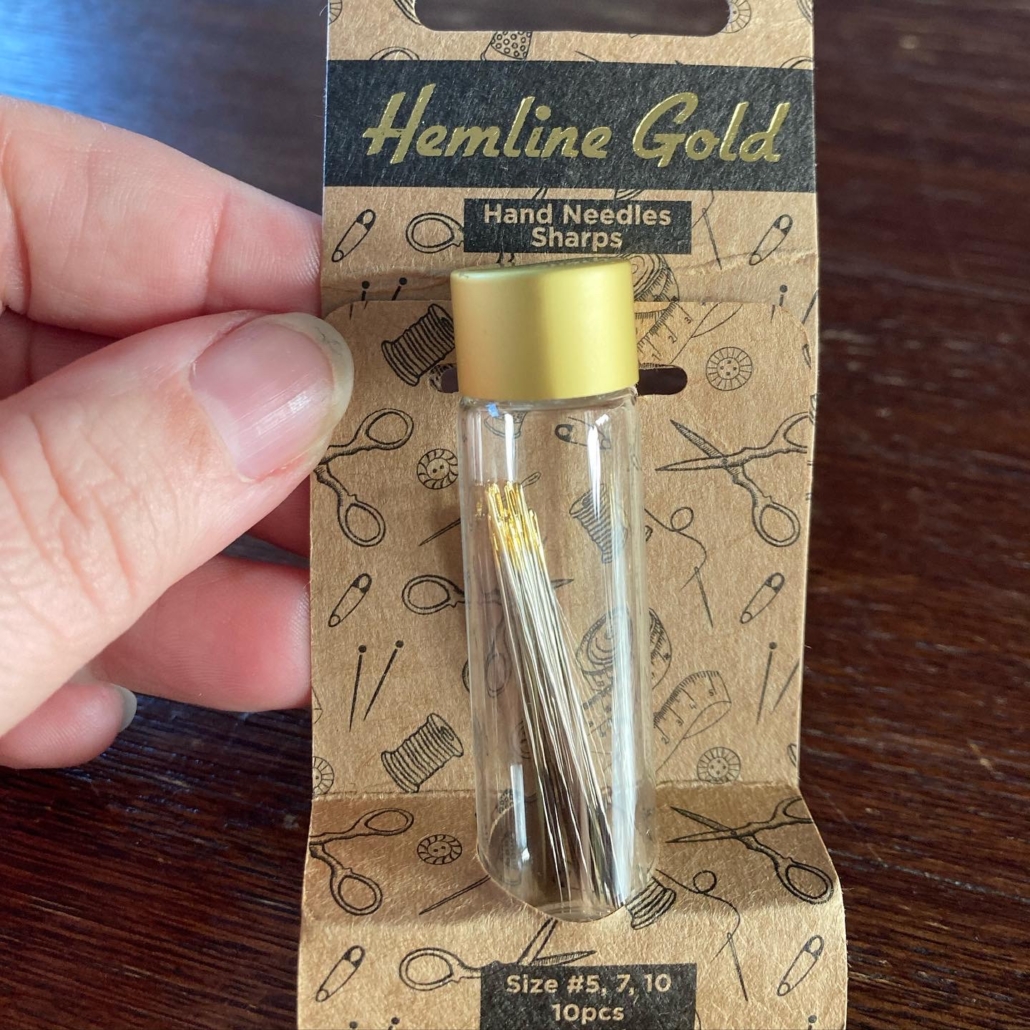 Hemline Gold
Hand Needles
Sharps
Size #5, 7, 10
10pcs